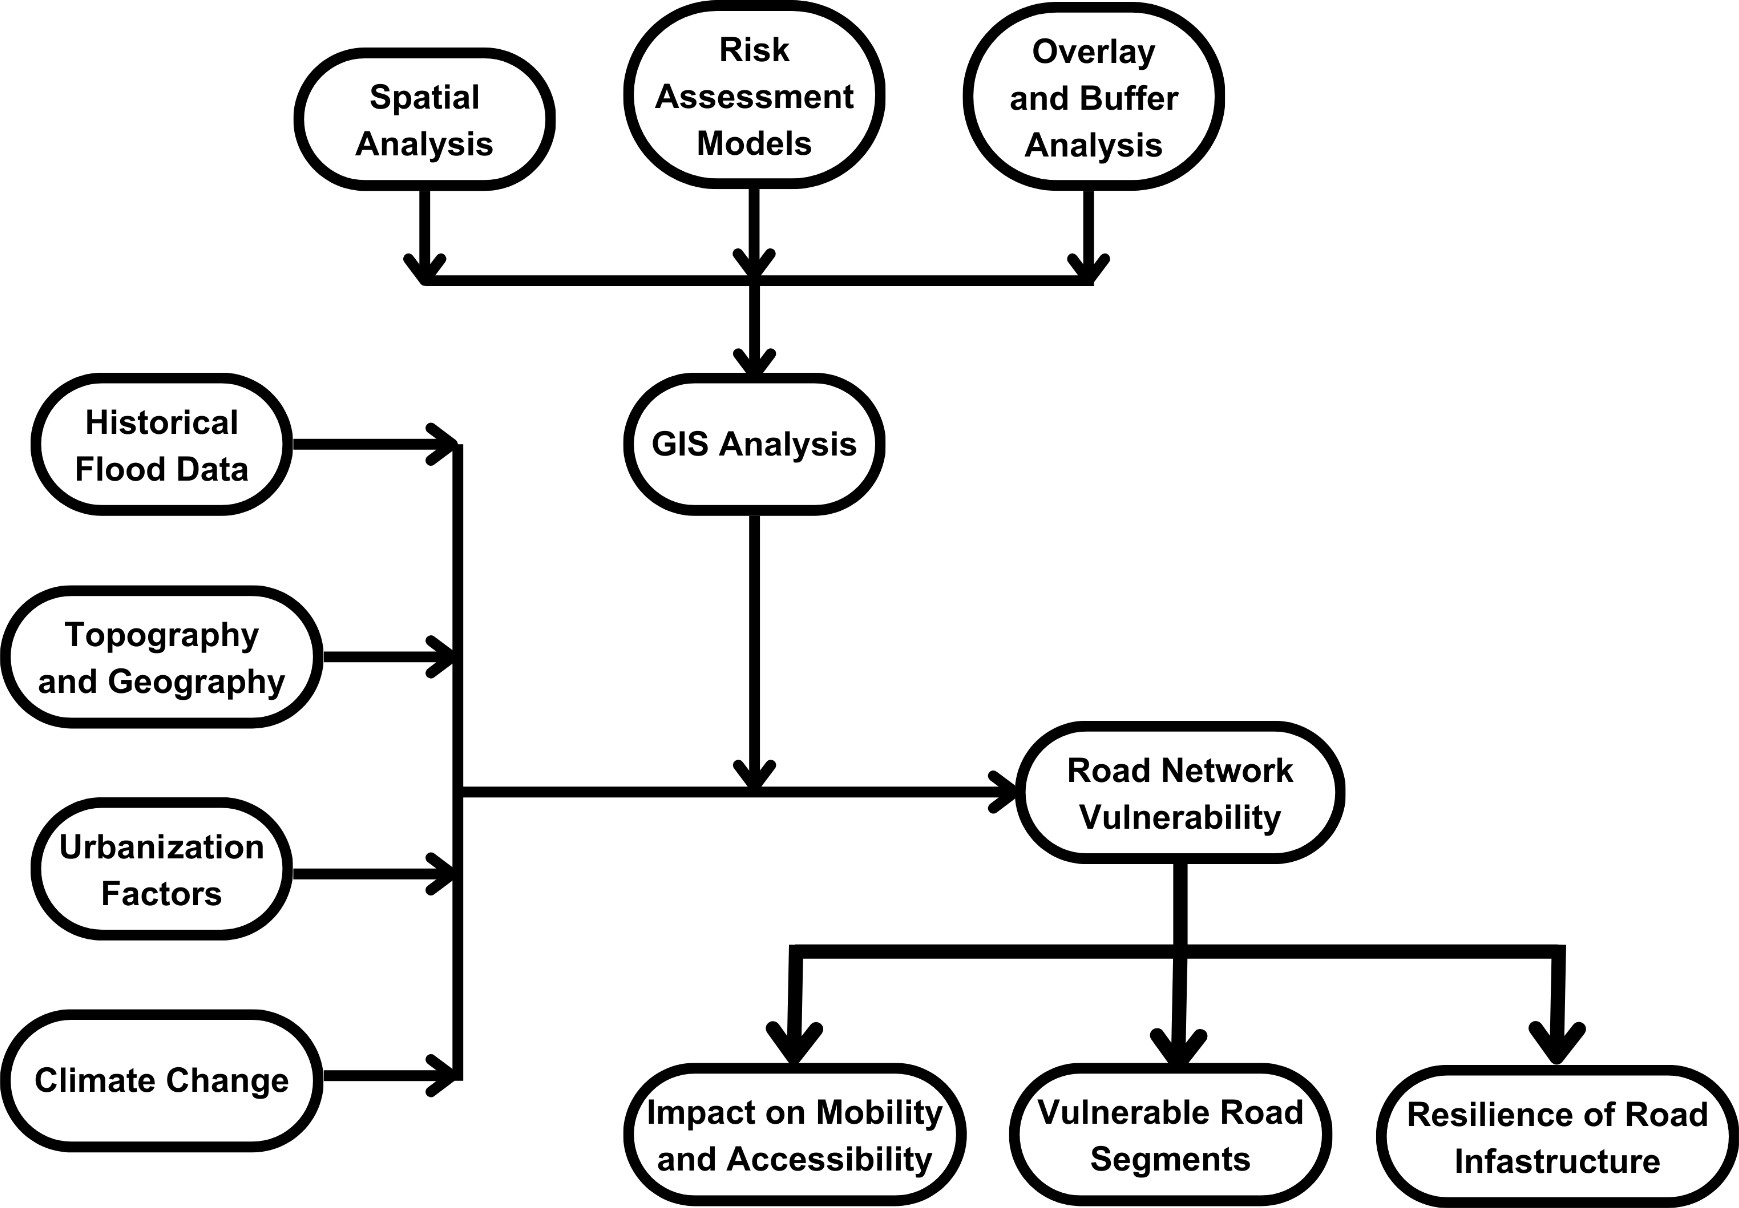 Spatial
Analysis
Risk
Assessment
Models
Overlay
and Buffer
Analysis
Historical
Flood Data
GIS Analysis
Topography
and Geography
Urbanization
Factors
Road Network
Vulnerability
Climate Change
Impact on Mobility
and Accessibility
Vulnerable Road
Segments
Resilience of Road
Infastructure